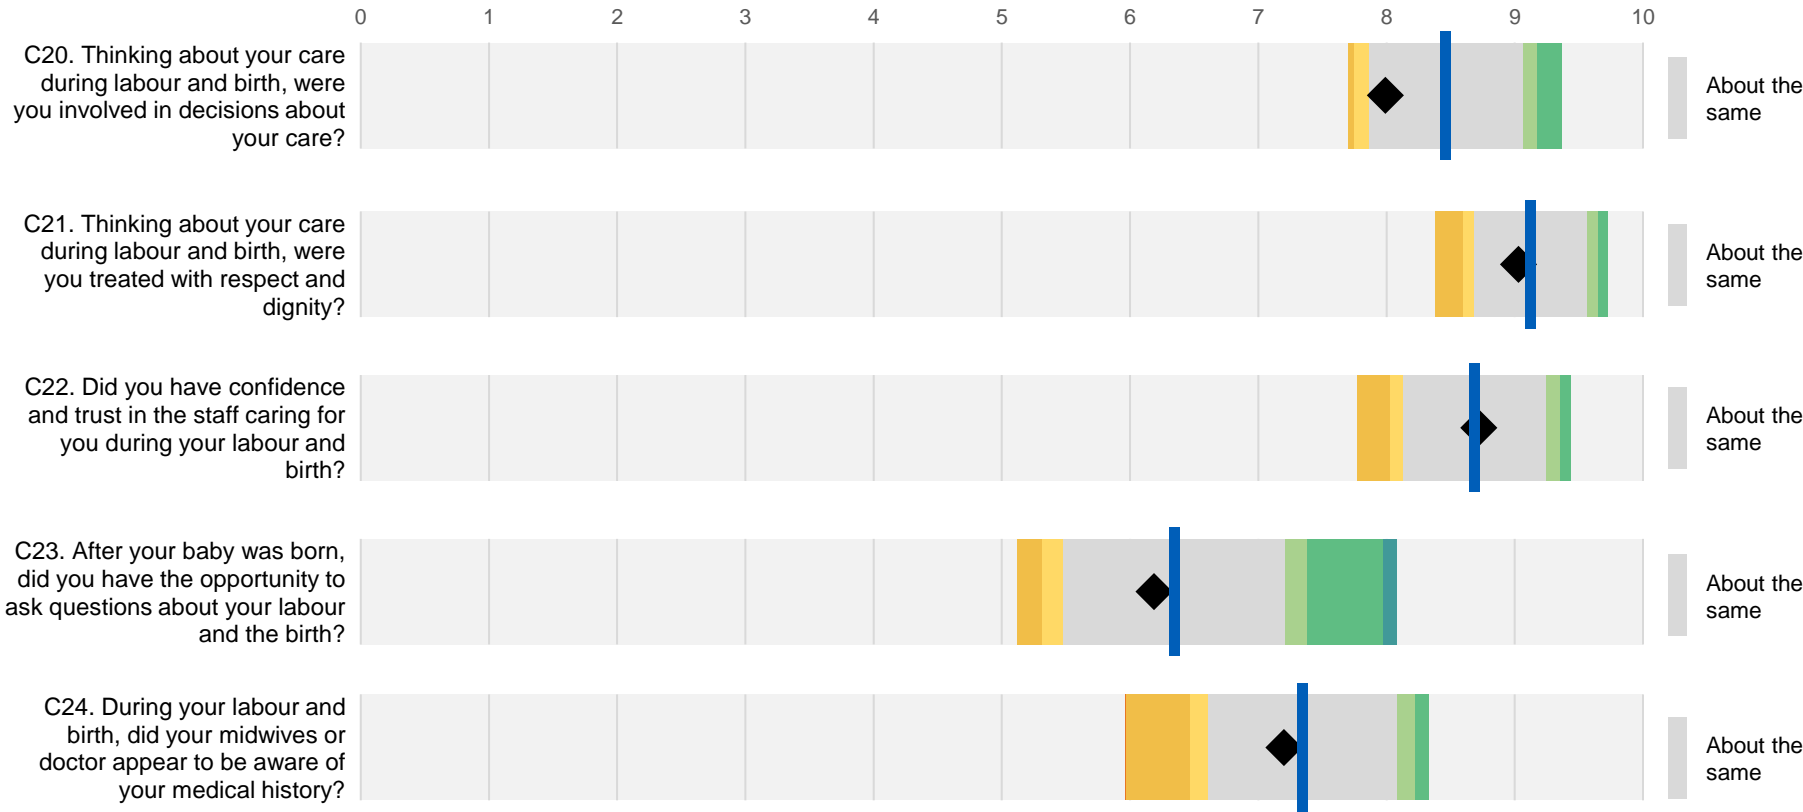 0 1 2 3 4 5 6 7 8 9 10
C20. Thinking about your care
during labour and birth, were
you involved in decisions about
your care?
About the
same
C21. Thinking about your care
during labour and birth, were
you treated with respect and
dignity?
About the
same
C22. Did you have confidence
and trust in the staff caring for
you during your labour and
birth?
About the
same
C23. After your baby was born,
did you have the opportunity to
ask questions about your labour
and the birth?
About the
same
C24. During your labour and
birth, did your midwives or
doctor appear to be aware of
your medical history?
About the
same